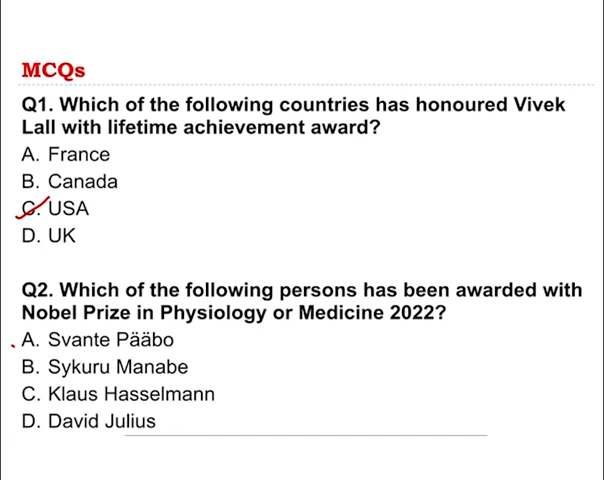 MCQs
Q1. Which of the following countries has honoured Vivek
Lall with lifetime achievement award?
A. France
B. Canada
C. USA
D. UK
Q2. Which of the following persons has been awarded with
Nobel Prize in Physiology or Medicine 2022?
A. Svante Pääbo
B. Sykuru Manabe
C. Klaus Hasselmann
D. David Julius